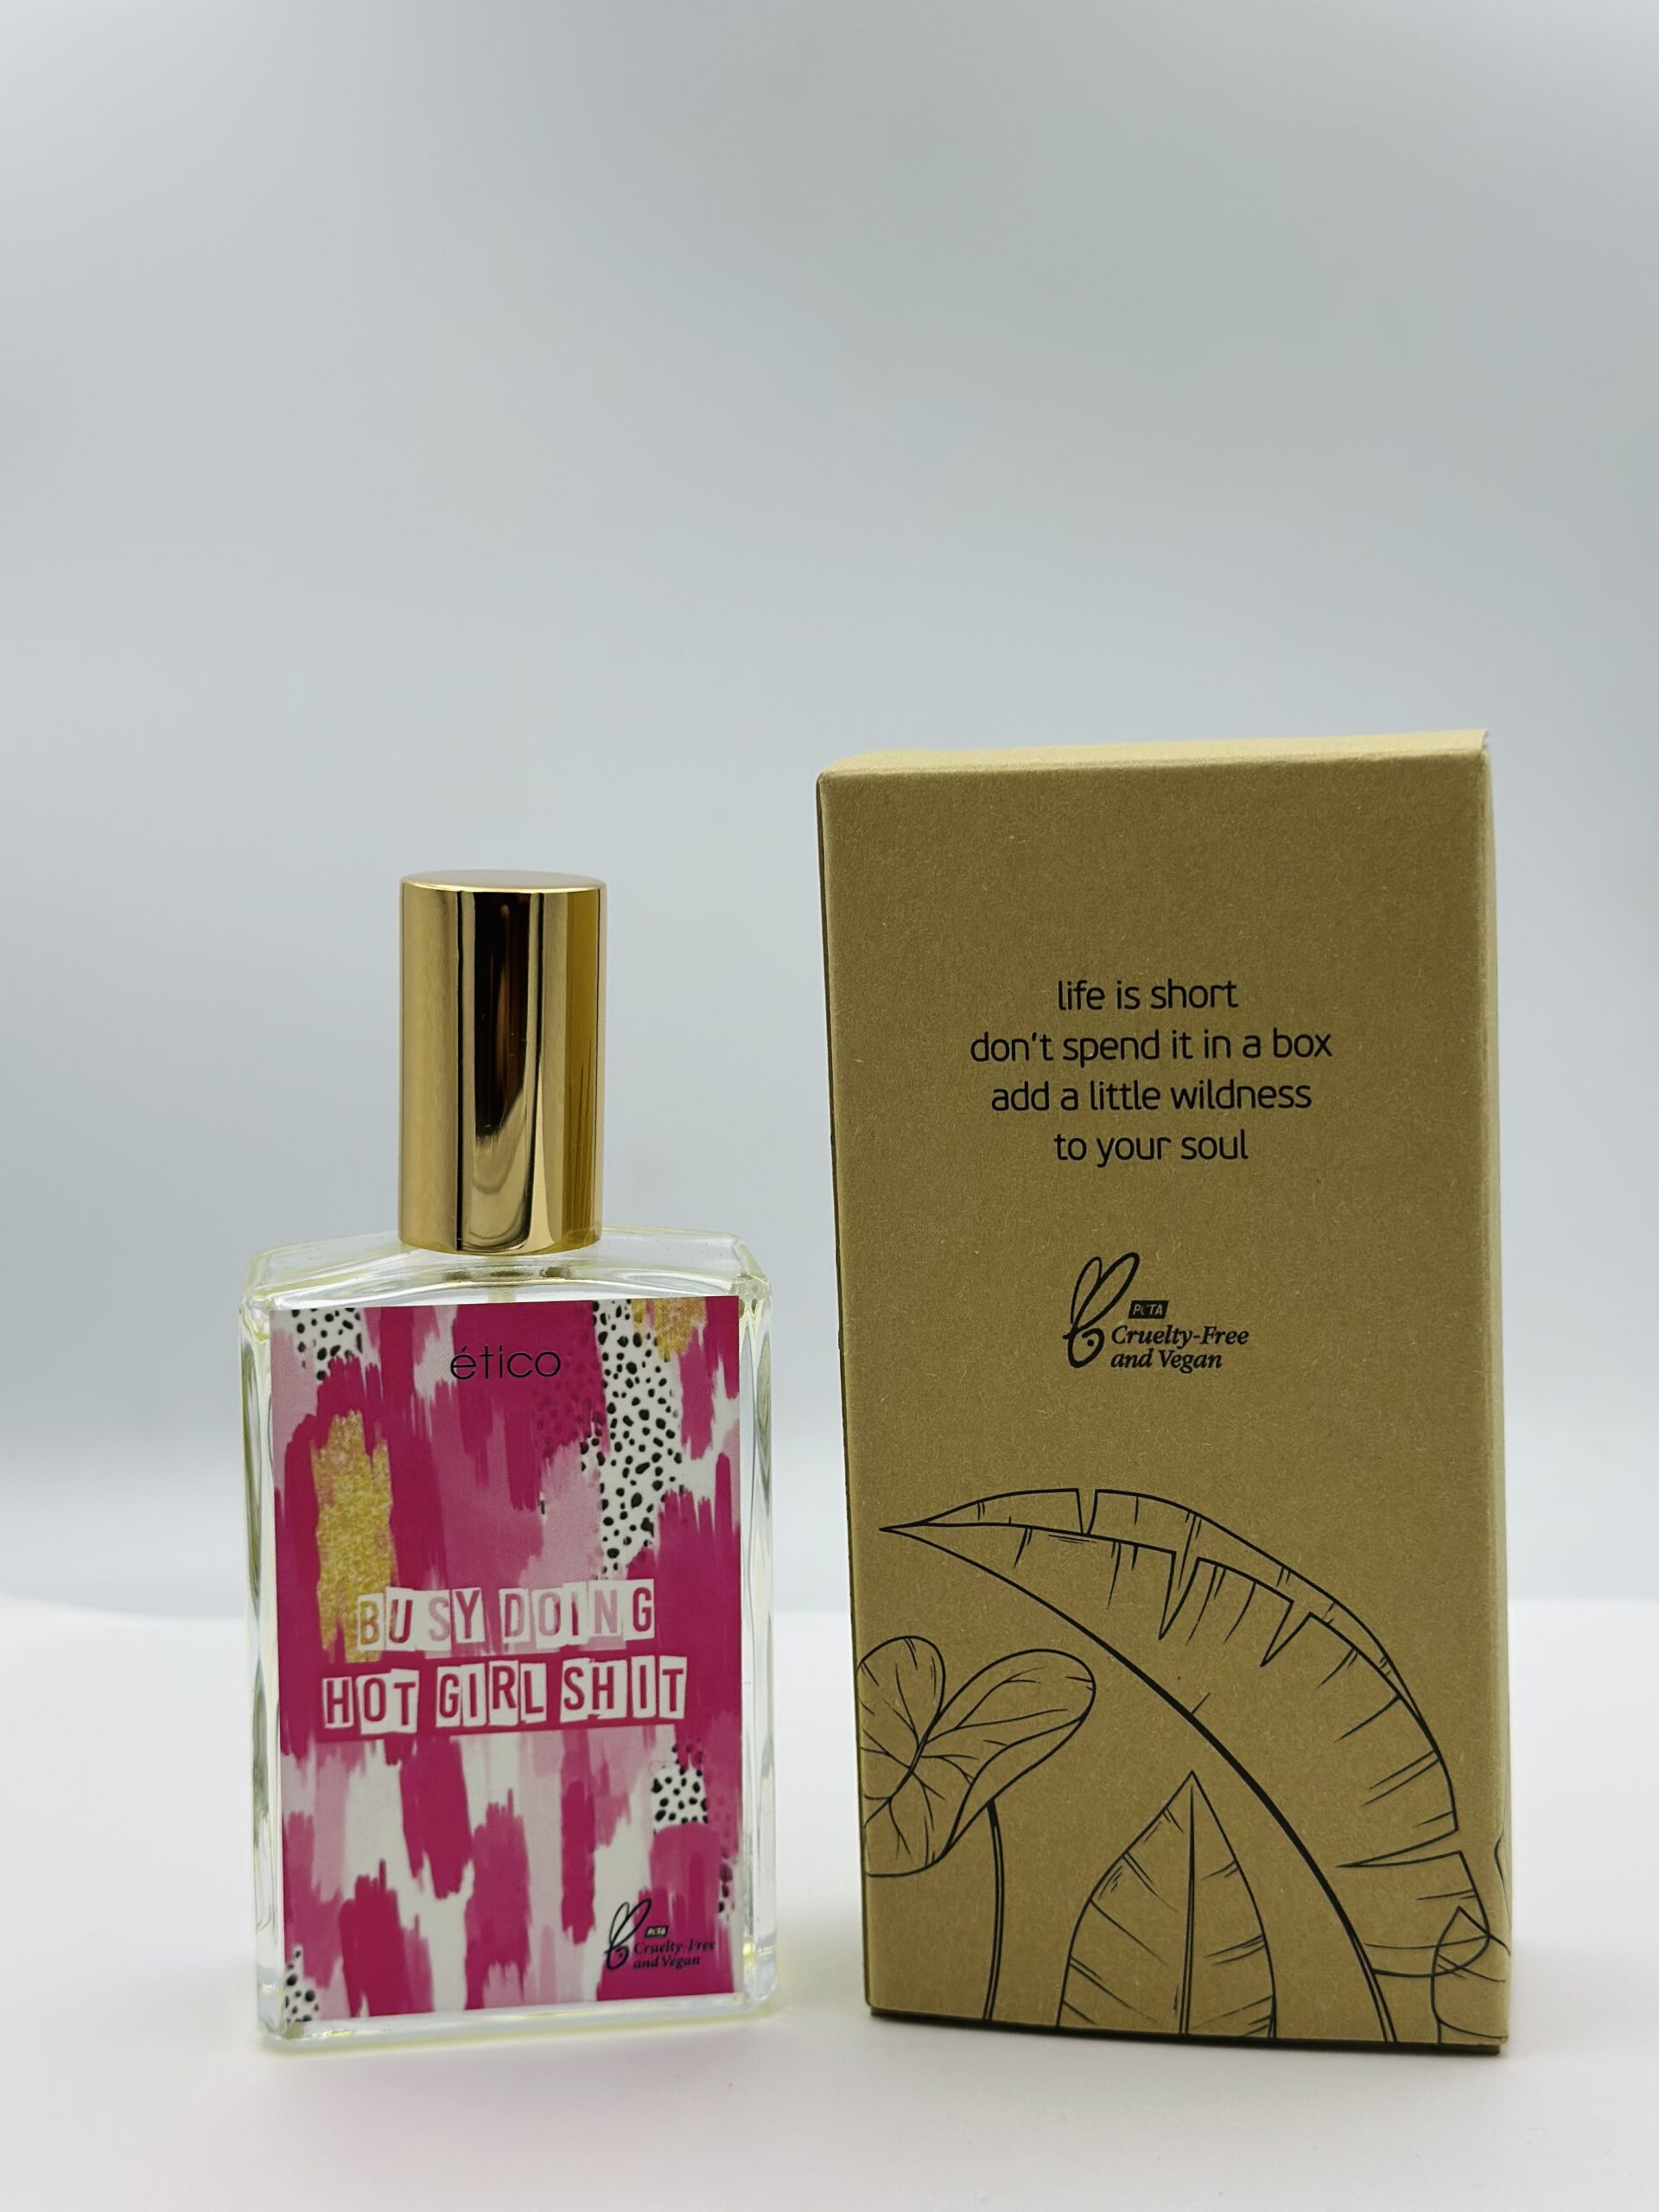 étíco
BUSY DOING
HOT GIRL SHIT
PETA
Cruelty-Free
and Vegan
life is short
don't spend it in a box
add a little wildness
to your soul
PETA
Cruelty-Free
and Vegan